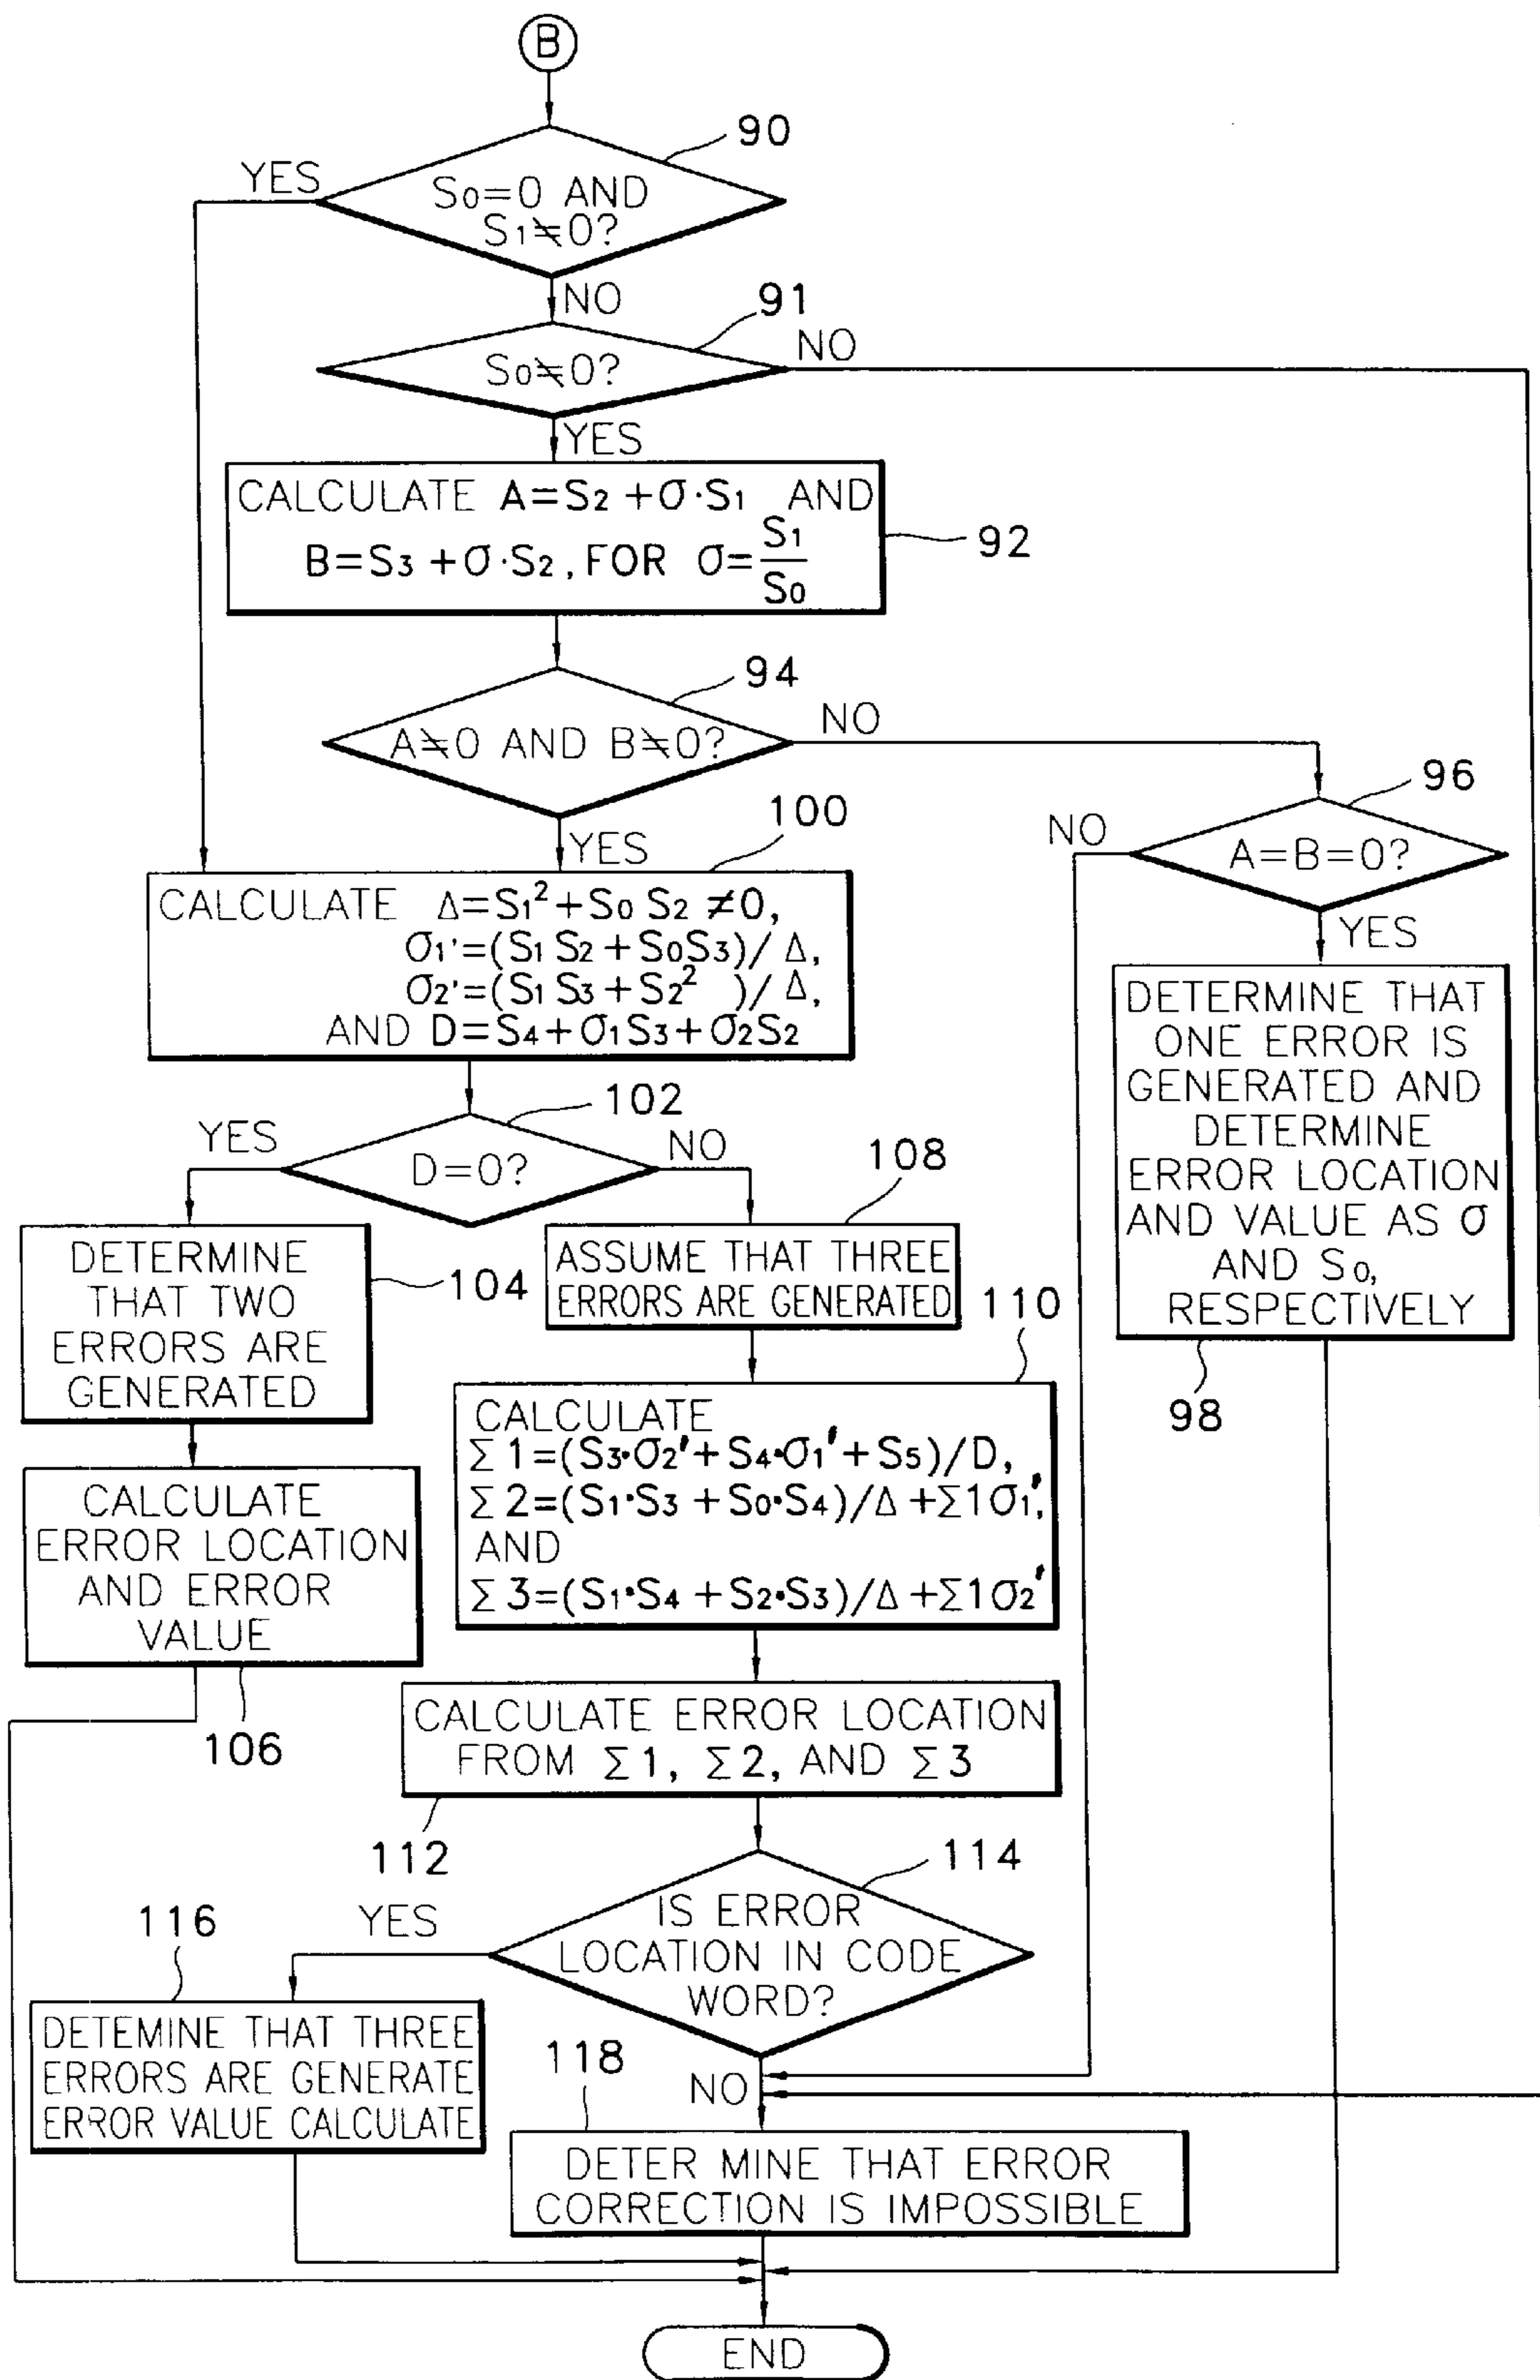 B
90
YES
S₀=0 AND
S₁≒0?
NO
91
NO
S₀≒0?
YES
CALCULATE A=S₂+σ·S₁ AND
B=S₃+σ·S₂, FOR σ=S₁/S₀
92
94
NO
A≒0 AND B≒0?
96
100
YES
NO
A=B=0?
YES
CALCULATE Δ=S₁²+S₀ S₂ ≠0,
σ₁'=(S₁ S₂+S₀S₃)/ Δ,
σ₂'=(S₁ S₃+S₂² )/ Δ,
AND D=S₄+σ₁S₃+σ₂S₂
DETERMINE THAT
ONE ERROR IS
GENERATED AND
DETERMINE
ERROR LOCATION
AND VALUE AS σ
AND S₀,
RESPECTIVELY
98
102
YES
NO
D=0?
108
DETERMINE
THAT TWO
ERRORS ARE
GENERATED
104
ASSUME THAT THREE
ERRORS ARE GENERATED
110
CALCULATE
Σ1=(S₃·σ₂'+S₄·σ₁'+S₅)/D,
Σ2=(S₁·S₃+S₀·S₄)/Δ+Σ1σ₁',
AND
Σ3=(S₁·S₄+S₂·S₃)/Δ+Σ1σ₂'
CALCULATE
ERROR LOCATION
AND ERROR
VALUE
106
CALCULATE ERROR LOCATION
FROM Σ1, Σ2, AND Σ3
112
114
YES
IS ERROR
LOCATION IN CODE
WORD?
116
DETEMINE THAT THREE
ERRORS ARE GENERATE
ERROR VALUE CALCULATE
118
NO
DETER MINE THAT ERROR
CORRECTION IS IMPOSSIBLE
END